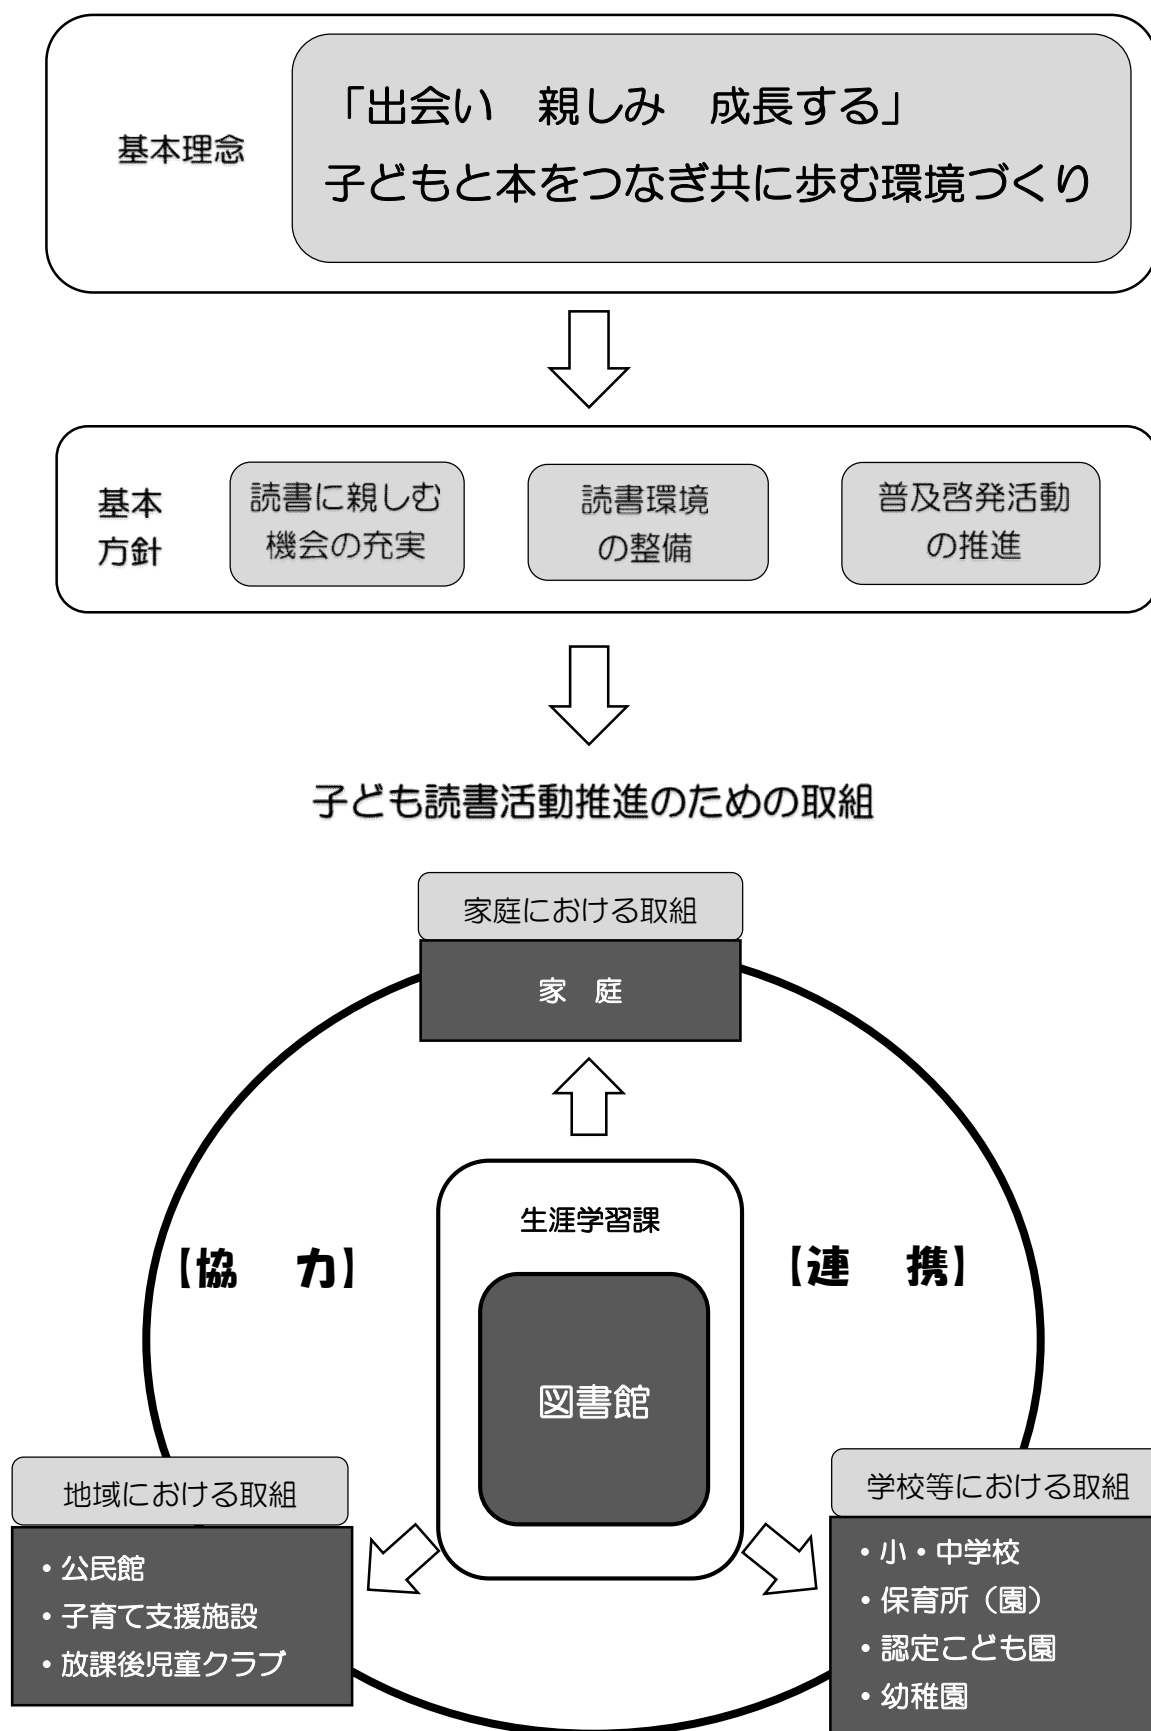 基本理念
「出会い　親しみ　成長する」
子どもと本をつなぎ共に歩む環境づくり
基本
方針
読書に親しむ
機会の充実
読書環境
の整備
普及啓発活動
の推進
子ども読書活動推進のための取組
家庭における取組
家　庭
生涯学習課
【協　力】
【連　携】
図書館
地域における取組
・公民館
・子育て支援施設
・放課後児童クラブ
学校等における取組
・小・中学校
・保育所（園）
・認定こども園
・幼稚園